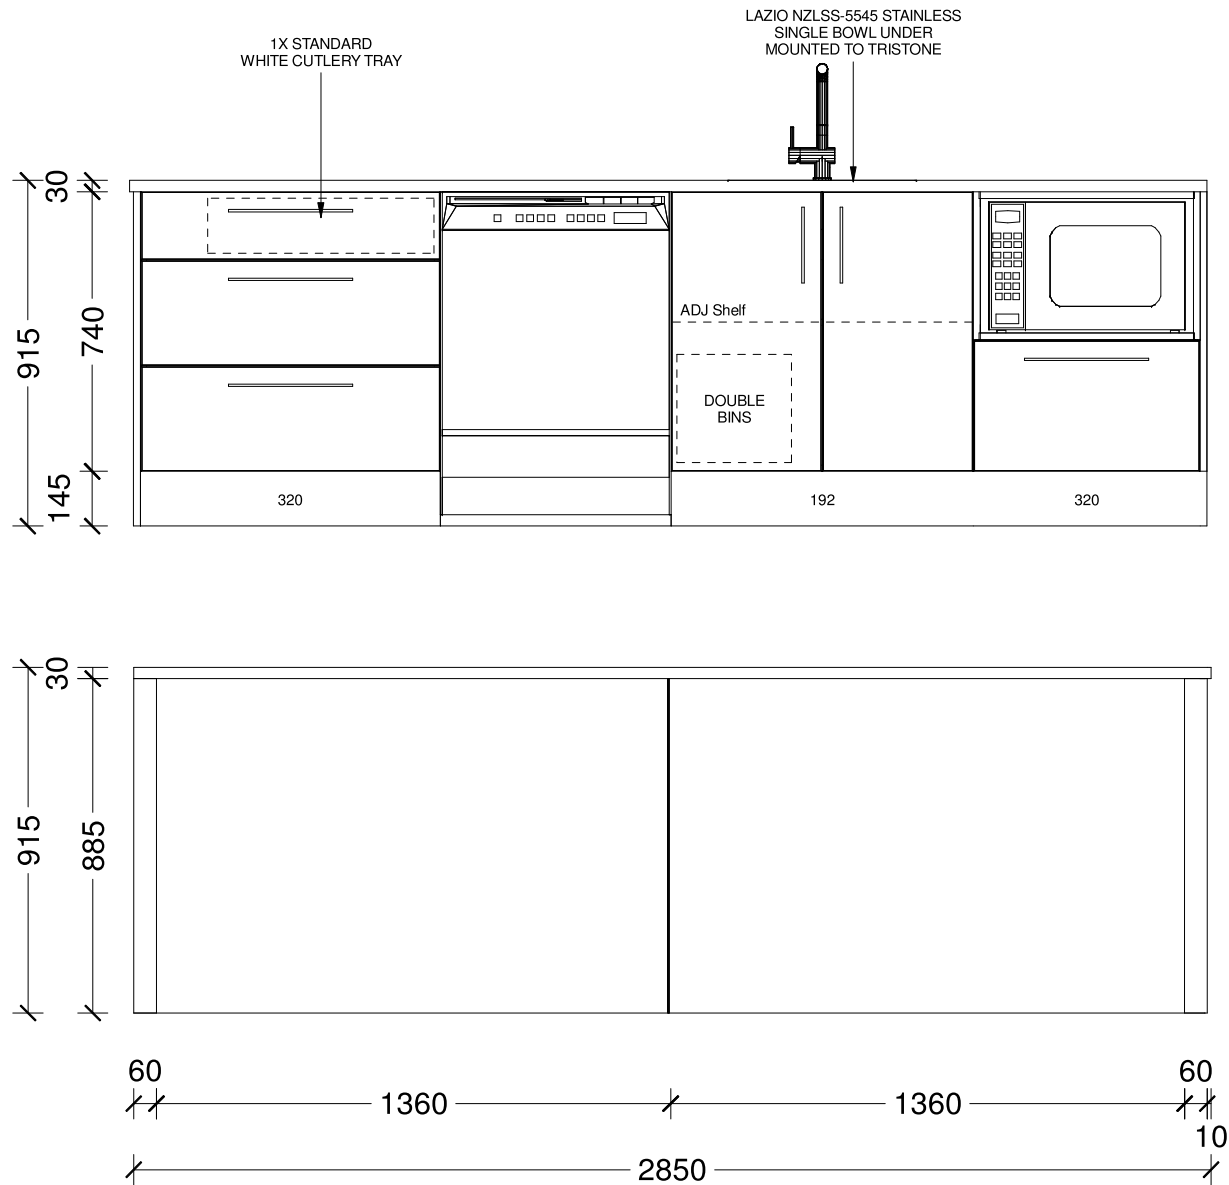 LAZIO NZLSS-5545 STAINLESS
SINGLE BOWL UNDER
MOUNTED TO TRISTONE
1X STANDARD
WHITE CUTLERY TRAY
30
915
740
145
ADJ Shelf
DOUBLE
BINS
320
192
320
30
915
885
60
60
1360
1360
10
2850